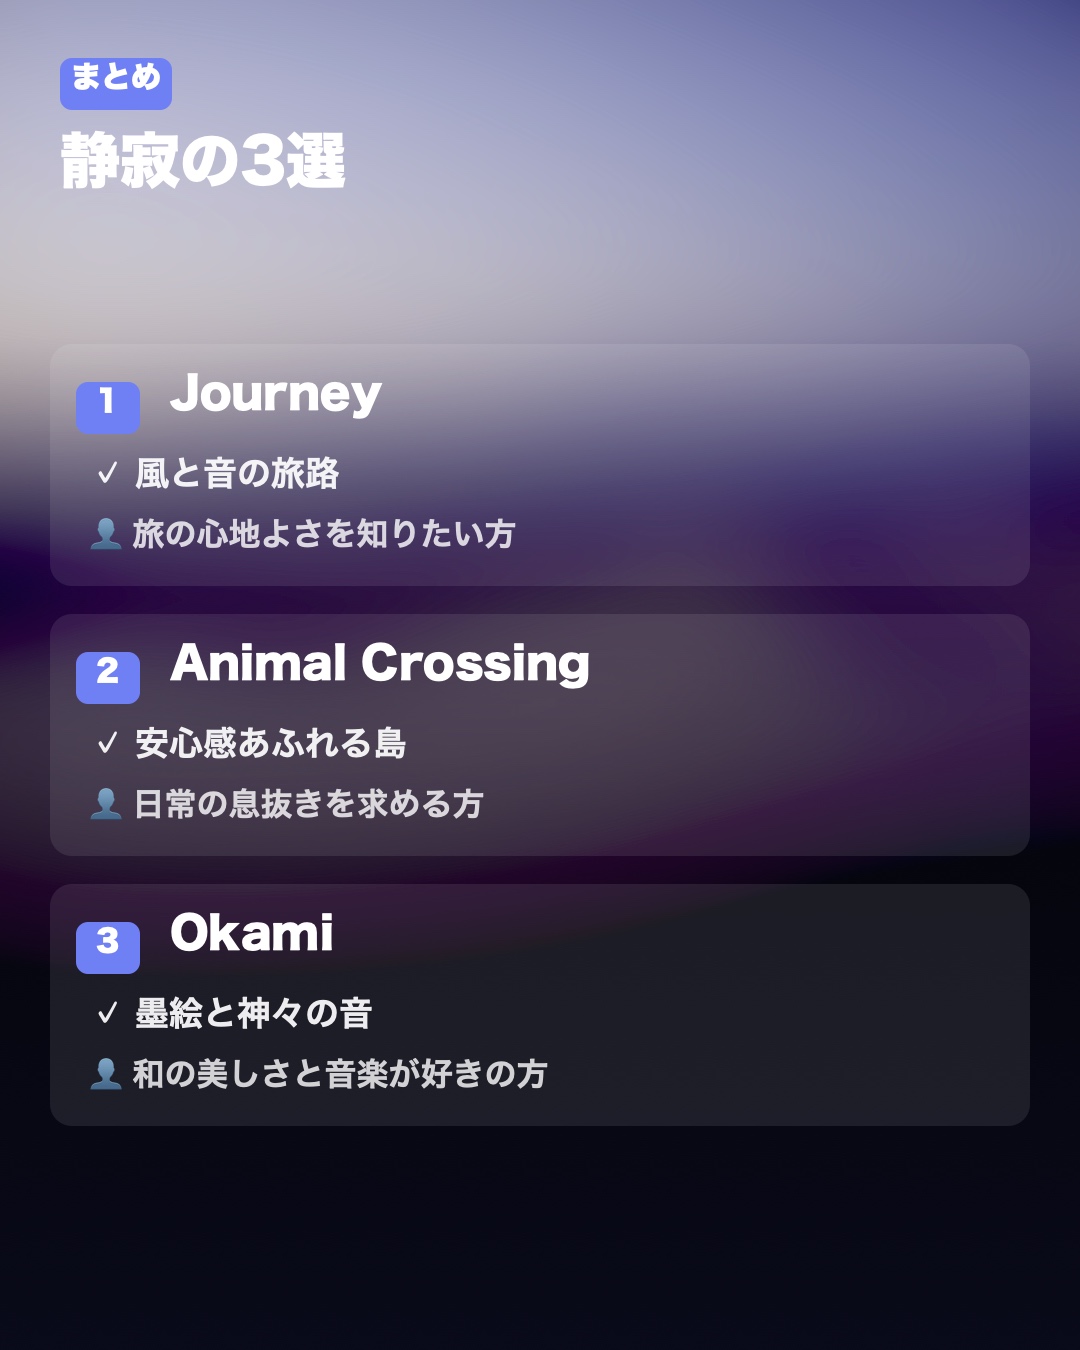 まとめ
静寂の3選
1 Journey
✓ 風と音の旅路
👤 旅の心地よさを知りたい方
2 Animal Crossing
✓ 安心感あふれる島
👤 日常の息抜きを求める方
3 Okami
✓ 墨絵と神々の音
👤 和の美しさと音楽が好きの方